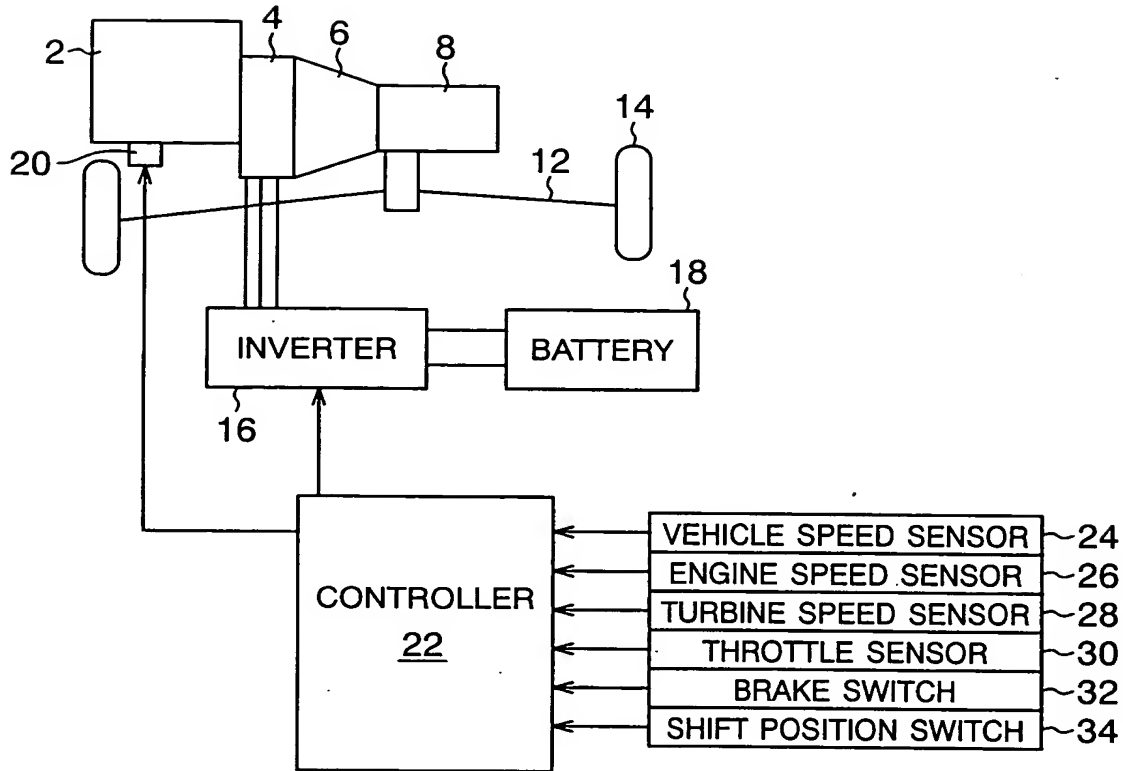 2
4
6
8
14
20
12
18
INVERTER
BATTERY
16
CONTROLLER
22
VEHICLE SPEED SENSOR 24
ENGINE SPEED SENSOR 26
TURBINE SPEED SENSOR 28
THROTTLE SENSOR 30
BRAKE SWITCH 32
SHIFT POSITION SWITCH 34